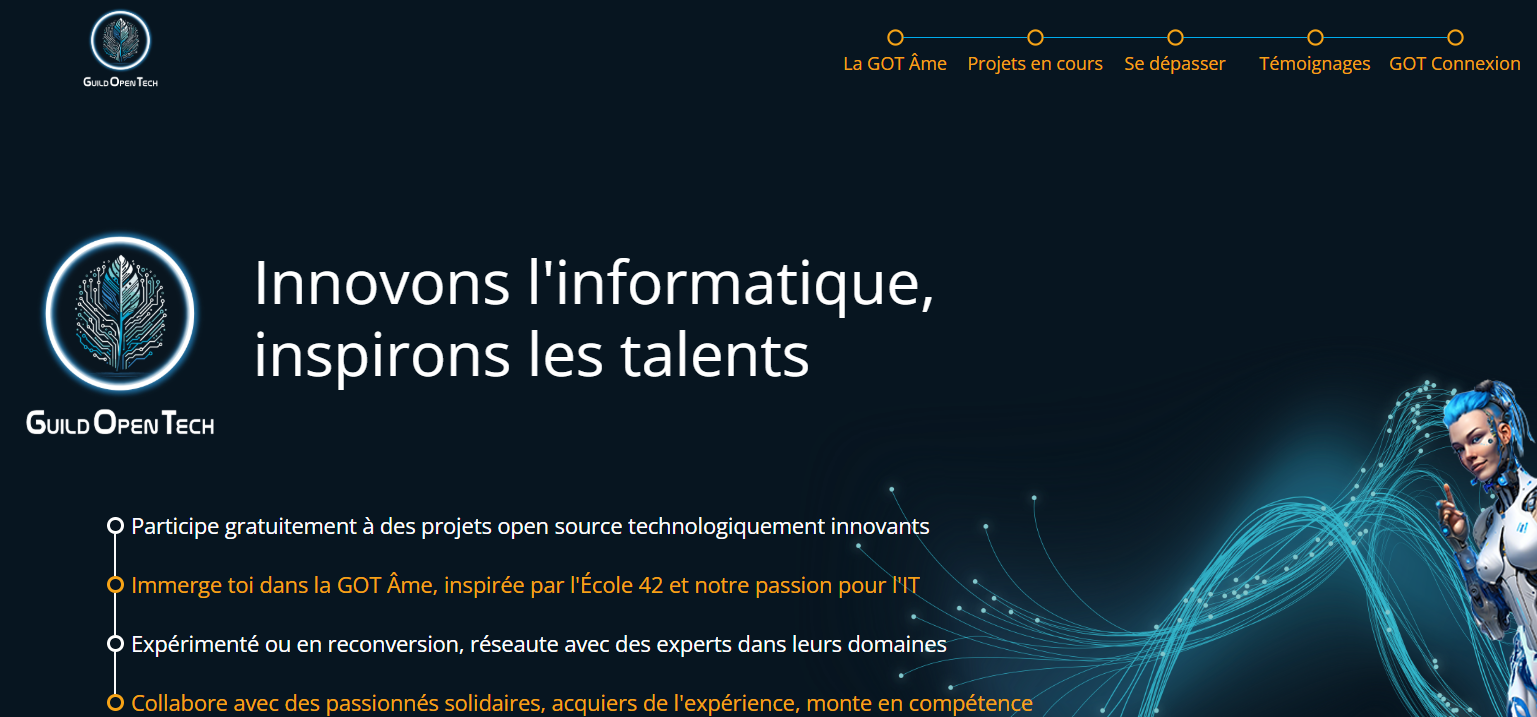 GUILD OPEN TECH
La GOT Âme
Projets en cours
Se dépasser
Témoignages
GOT Connexion
Innovons l'informatique,
inspirons les talents
GUILD OPEN TECH
Participe gratuitement à des projets open source technologiquement innovants
Immerge toi dans la GOT Âme, inspirée par l'École 42 et notre passion pour l'IT
Expérimenté ou en reconversion, réseaute avec des experts dans leurs domaines
Collabore avec des passionnés solidaires, acquiers de l'expérience, monte en compétence